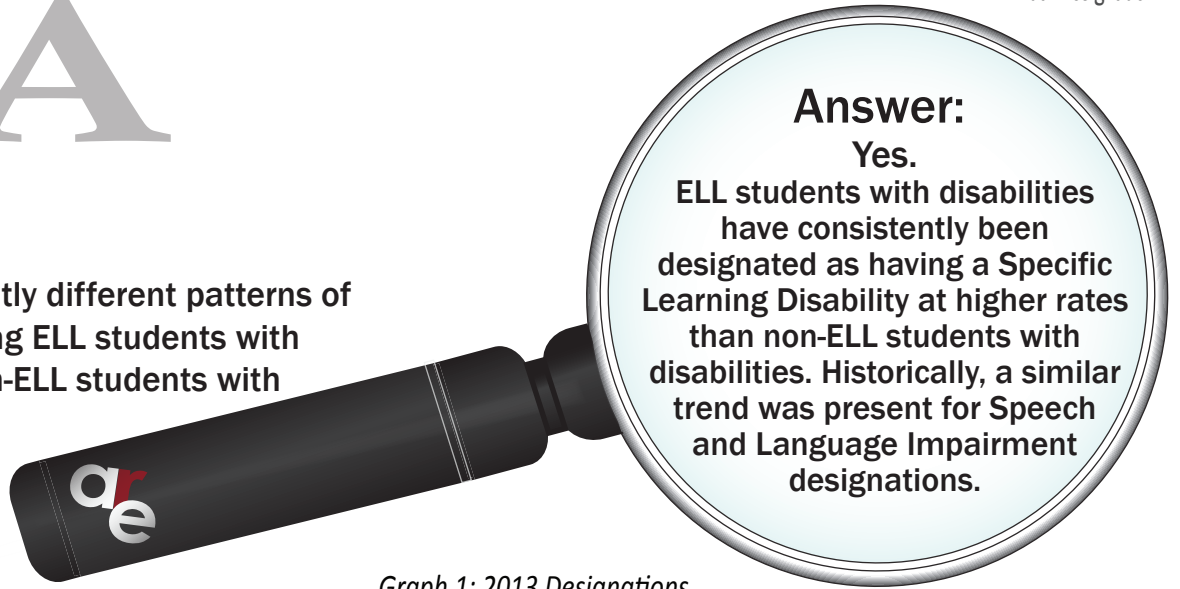 A
Answer:
Yes.
ELL students with disabilities
have consistently been
designated as having a Specific
Learning Disability at higher rates
than non-ELL students with
disabilities. Historically, a similar
trend was present for Speech
and Language Impairment
designations.
different patterns of
ELL students with
-ELL students with
are
Graph 1: 2013 Designations